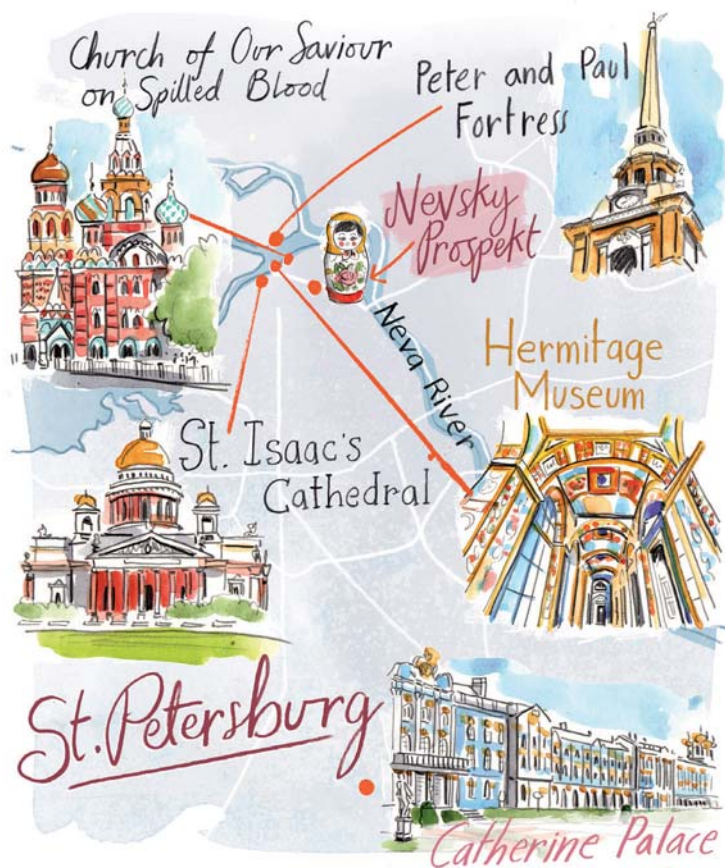 Church of Our Saviour
on Spilled Blood
Peter and Paul
Fortress
Nevsky
Prospekt
Neva River
Hermitage
Museum
St. Isaac's
Cathedral
St. Petersburg
Catherine Palace